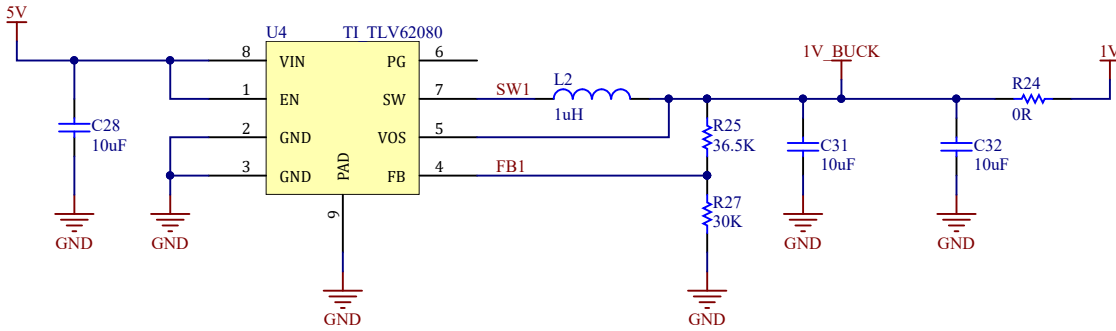 5V
U4 TI_TLV62080
8 VIN PG 6
1 EN SW 7 SW1
2 GND VOS 5
3 GND FB 4 FB1
PAD
9
C28
10uF
GND
GND
GND
L2
1uH
R25
36.5K
R27
30K
GND
1V_BUCK
C31
10uF
GND
C32
10uF
GND
R24
0R
1V